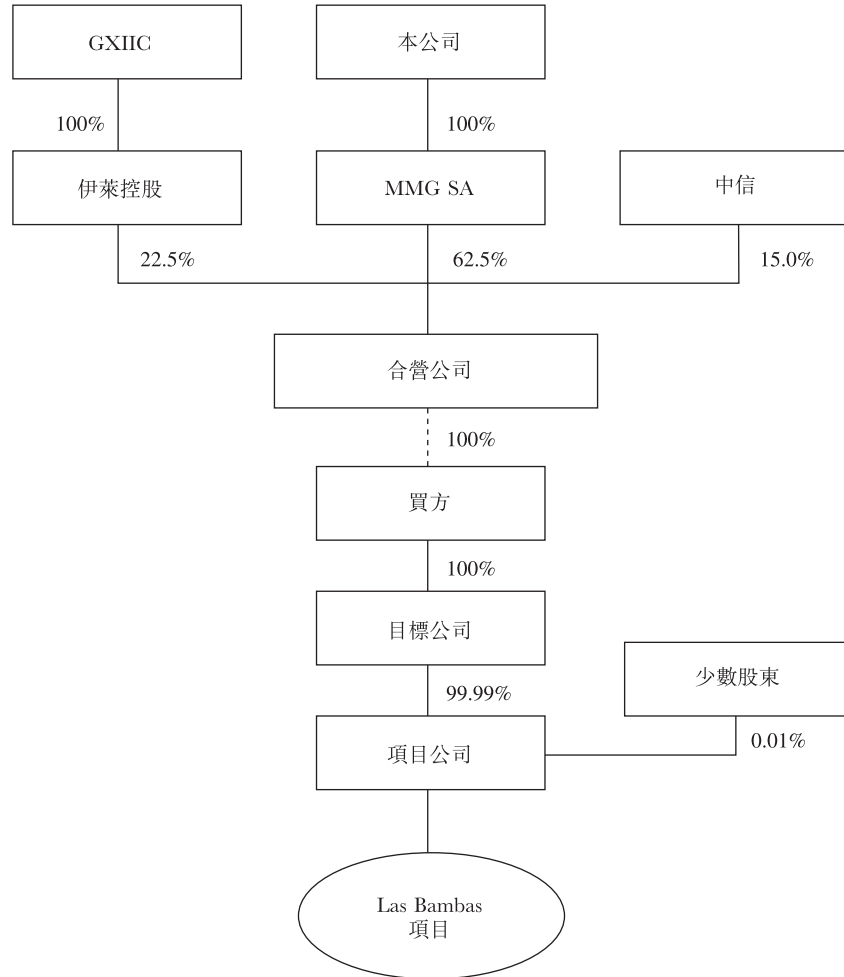 GXIIC
本公司
100%
100%
伊萊控股
MMG SA
中信
22.5%
62.5%
15.0%
合營公司
100%
買方
100%
目標公司
少數股東
99.99%
項目公司
0.01%
Las Bambas
項目